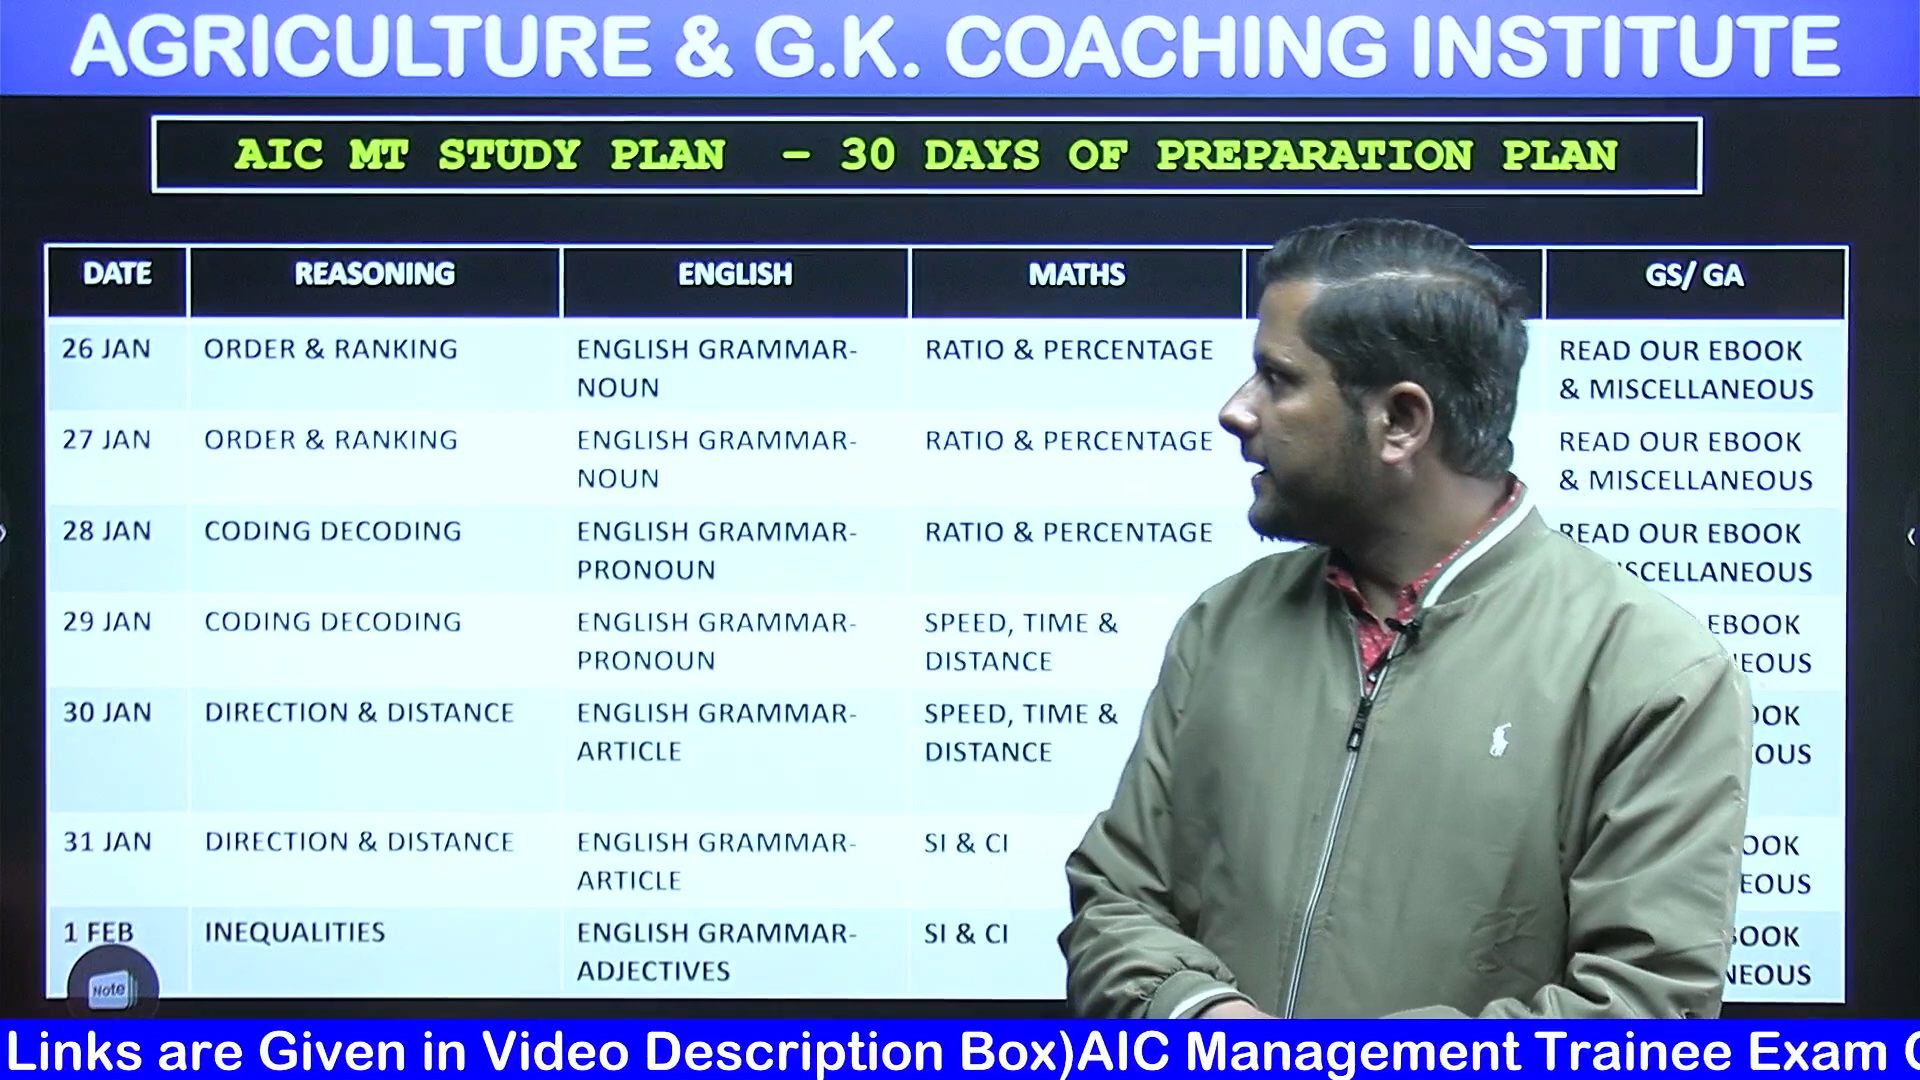 AGRICULTURE & G.K. COACHING INSTITUTE
AIC MT STUDY PLAN – 30 DAYS OF PREPARATION PLAN
DATE REASONING ENGLISH MATHS GS/ GA
26 JAN ORDER & RANKING ENGLISH GRAMMAR- RATIO & PERCENTAGE READ OUR EBOOK
NOUN & MISCELLANEOUS
27 JAN ORDER & RANKING ENGLISH GRAMMAR- RATIO & PERCENTAGE READ OUR EBOOK
NOUN & MISCELLANEOUS
28 JAN CODING DECODING ENGLISH GRAMMAR- RATIO & PERCENTAGE READ OUR EBOOK
PRONOUN
29 JAN CODING DECODING ENGLISH GRAMMAR- SPEED, TIME & EBOOK
PRONOUN DISTANCE
30 JAN DIRECTION & DISTANCE ENGLISH GRAMMAR- SPEED, TIME &
ARTICLE DISTANCE
31 JAN DIRECTION & DISTANCE ENGLISH GRAMMAR- SI & CI
ARTICLE
1 FEB INEQUALITIES ENGLISH GRAMMAR- SI & CI
ADJECTIVES
Note
Links are Given in Video Description Box)AIC Management Trainee Exam